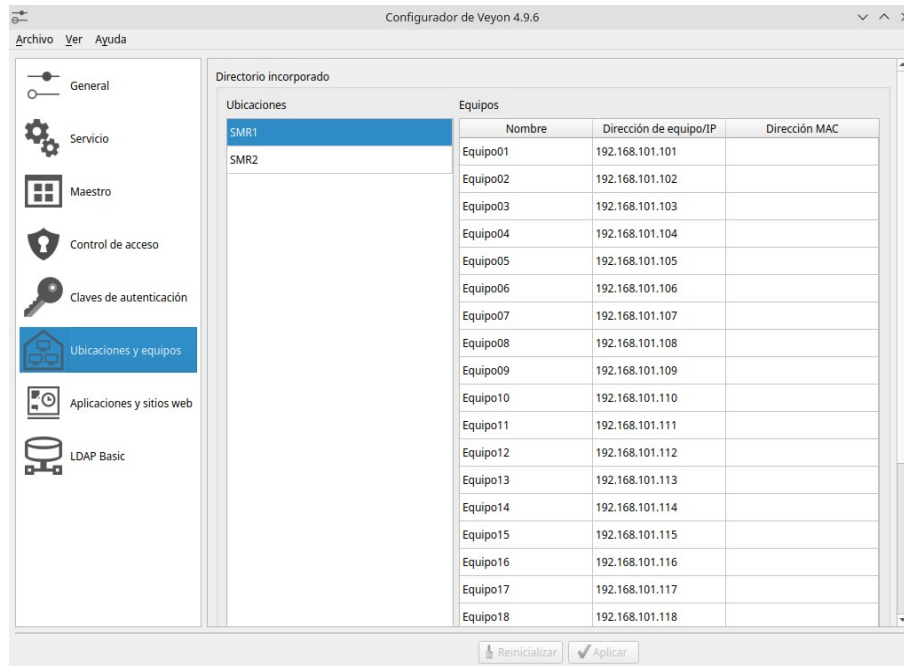 Configurador de Veyon 4.9.6
Archivo Ver Ayuda
General
Servicio
Maestro
Control de acceso
Claves de autenticación
Ubicaciones y equipos
Aplicaciones y sitios web
LDAP Basic
Directorio incorporado
Ubicaciones
SMR1
SMR2
Equipos
Nombre Dirección de equipo/IP Dirección MAC
Equipo01 192.168.101.101
Equipo02 192.168.101.102
Equipo03 192.168.101.103
Equipo04 192.168.101.104
Equipo05 192.168.101.105
Equipo06 192.168.101.106
Equipo07 192.168.101.107
Equipo08 192.168.101.108
Equipo09 192.168.101.109
Equipo10 192.168.101.110
Equipo11 192.168.101.111
Equipo12 192.168.101.112
Equipo13 192.168.101.113
Equipo14 192.168.101.114
Equipo15 192.168.101.115
Equipo16 192.168.101.116
Equipo17 192.168.101.117
Equipo18 192.168.101.118
Reinicializar Aplicar